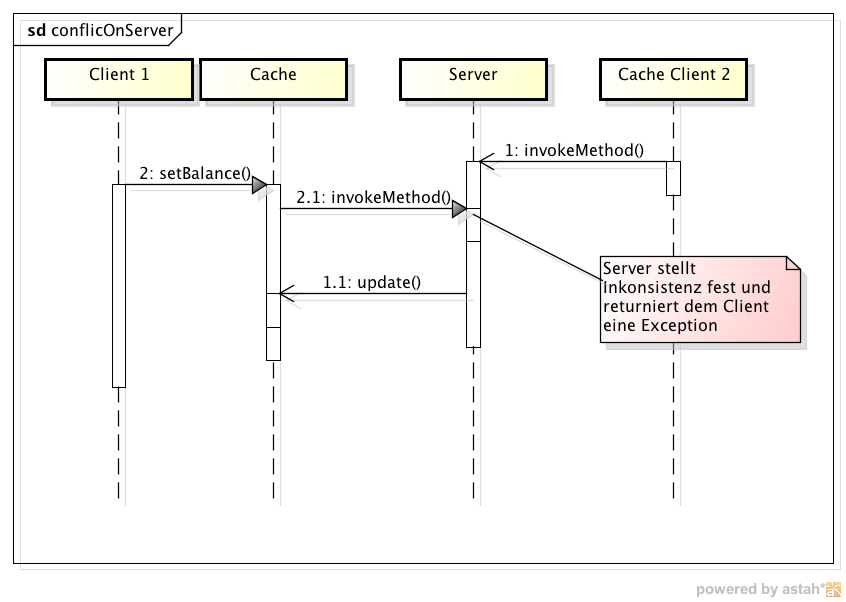 sd conflicOnServer
Client 1
Cache
Server
Cache Client 2
1: invokeMethod()
2: setBalance()
2.1: invokeMethod()
Server stellt
Inkonsistenz fest und
returniert dem Client
eine Exception
1.1: update()
powered by astah*